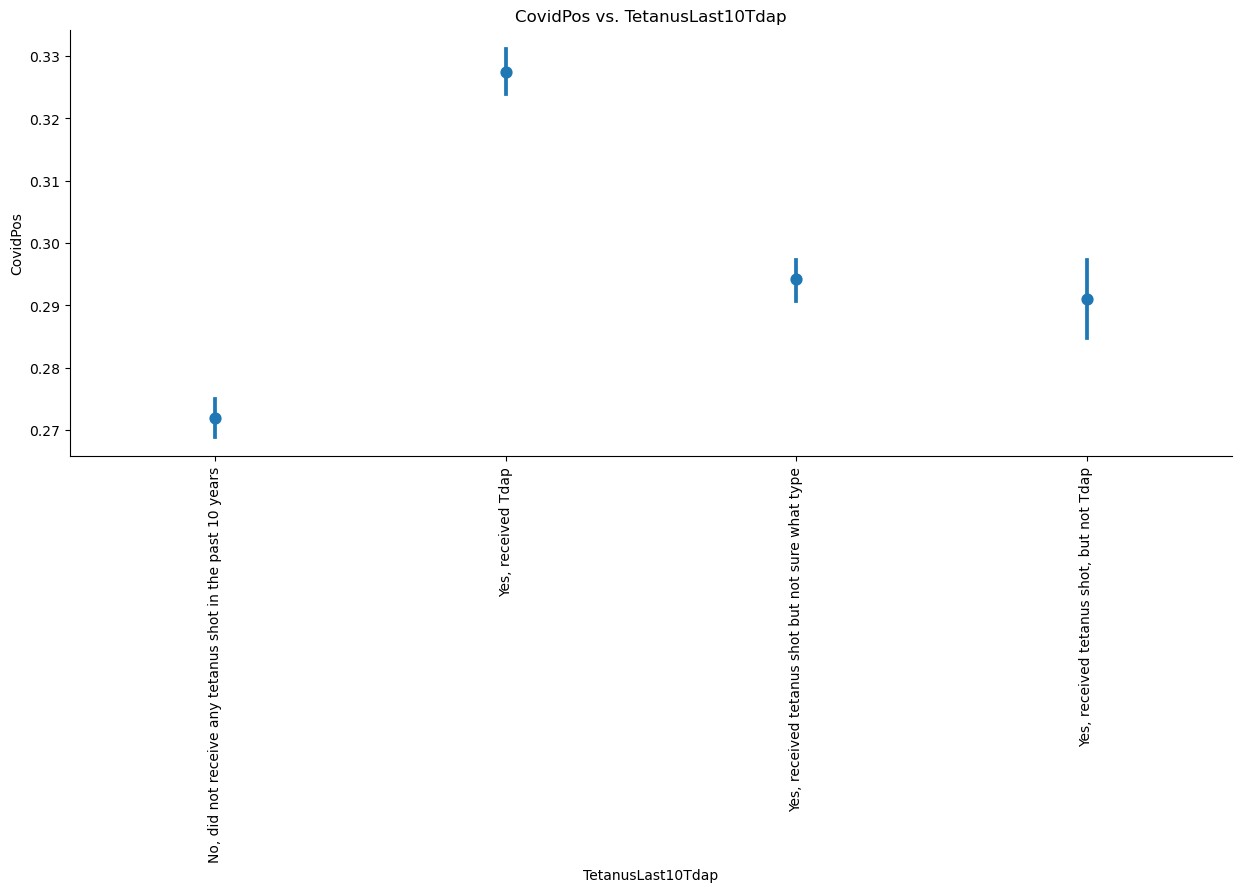 CovidPos vs. TetanusLast10Tdap
CovidPos
0.33
0.32
0.31
0.30
0.29
0.28
0.27
No, did not receive any tetanus shot in the past 10 years
Yes, received Tdap
Yes, received tetanus shot but not sure what type
Yes, received tetanus shot, but not Tdap
TetanusLast10Tdap